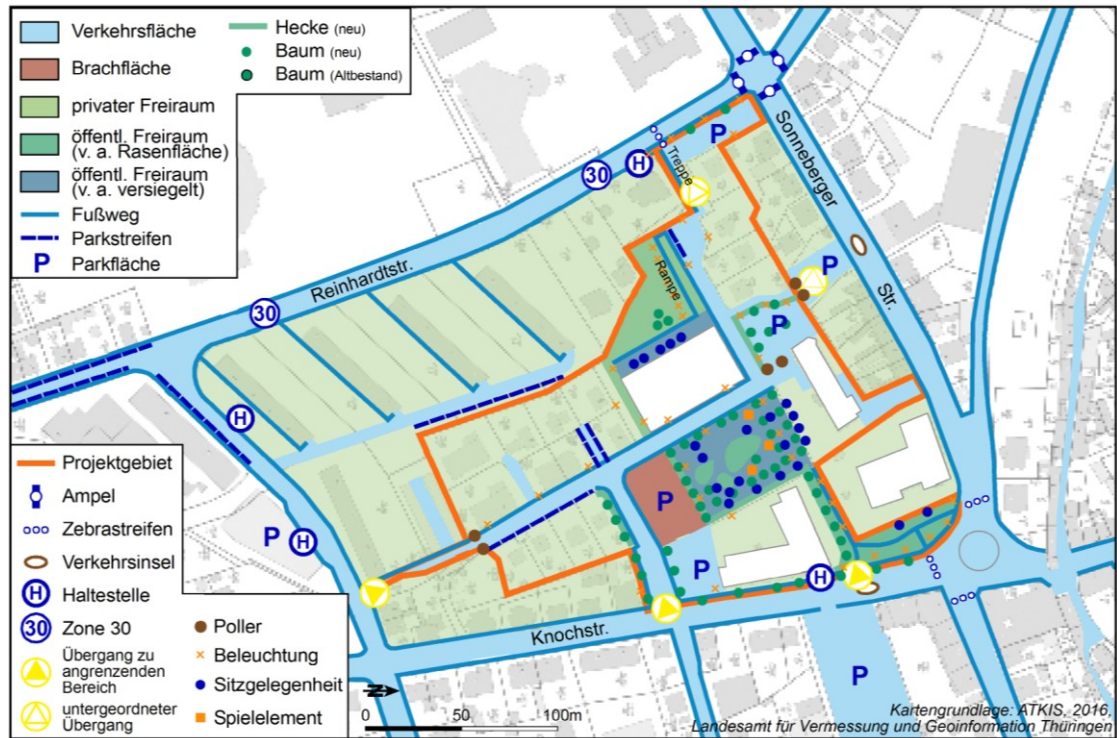 Verkehrsfläche
Brachfläche
privater Freiraum
öffentl. Freiraum
(v. a. Rasenfläche)
öffentl. Freiraum
(v. a. versiegelt)
Fußweg
Parkstreifen
P Parkfläche
Hecke (neu)
Baum (neu)
Baum (Altbestand)
P
Treppe
H
30
Sonneberger
Str.
P
Rampe
Reinhardtstr.
30
P
H
P
P
H
P
H
Knochstr.
P
Projektgebiet
Ampel
Zebrastreifen
Verkehrsinsel
H Haltestelle
30 Zone 30
Übergang zu
angrenzenden
Bereich
untergeordneter
Übergang
Poller
Beleuchtung
Sitzgelegenheit
Spielelement
N
0 50 100m
Kartengrundlage: ATKIS, 2016,
Landesamt für Vermessung und Geoinformation Thüringen